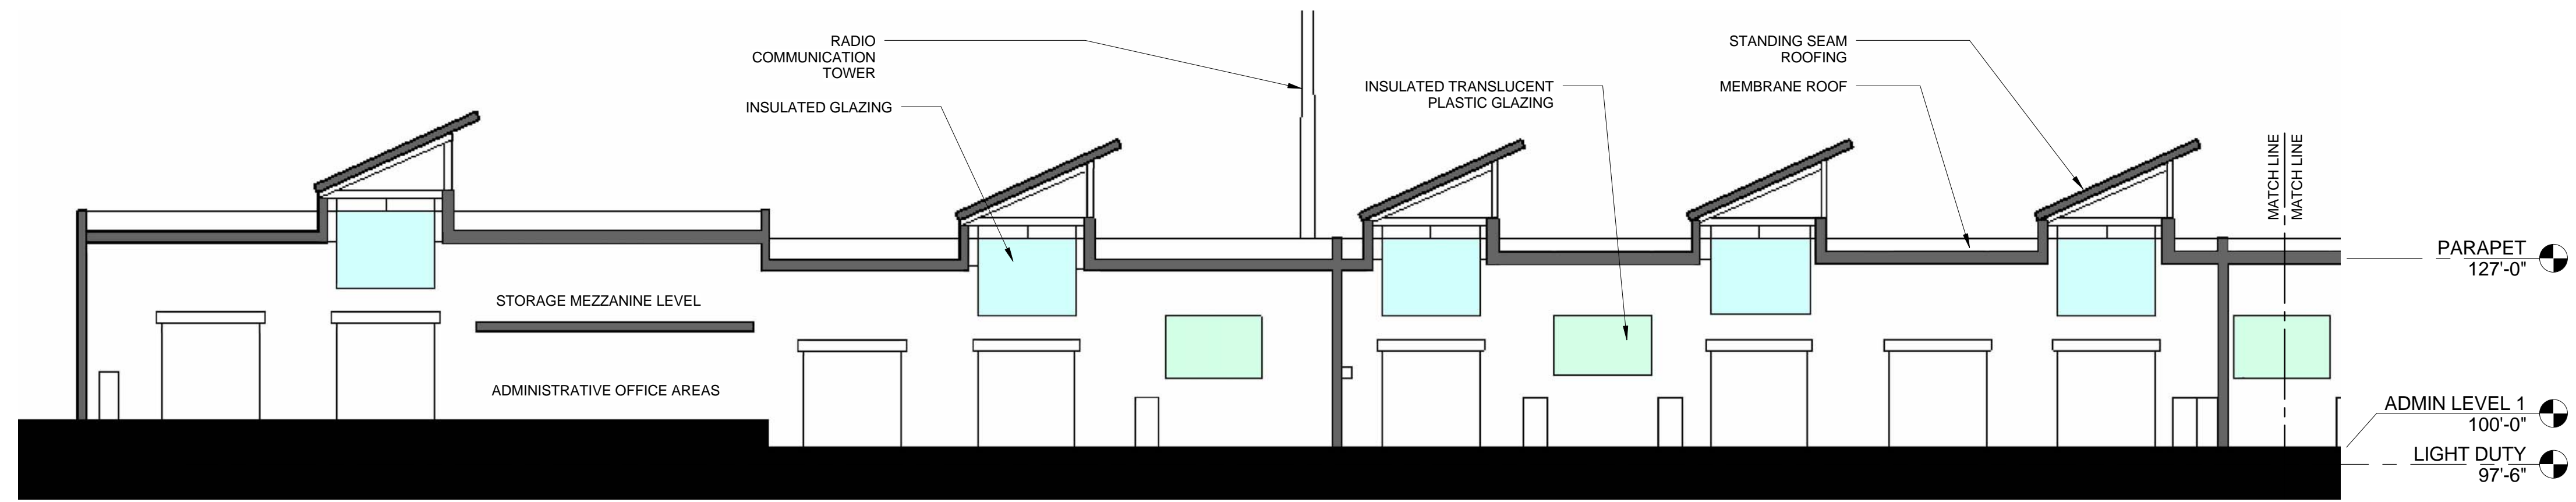 RADIO
COMMUNICATION
TOWER
INSULATED GLAZING
INSULATED TRANSLUCENT
PLASTIC GLAZING
STANDING SEAM
ROOFING
MEMBRANE ROOF
MATCH LINE
MATCH LINE
STORAGE MEZZANINE LEVEL
ADMINISTRATIVE OFFICE AREAS
PARAPET
127'-0"
ADMIN LEVEL 1
100'-0"
LIGHT DUTY
97'-6"